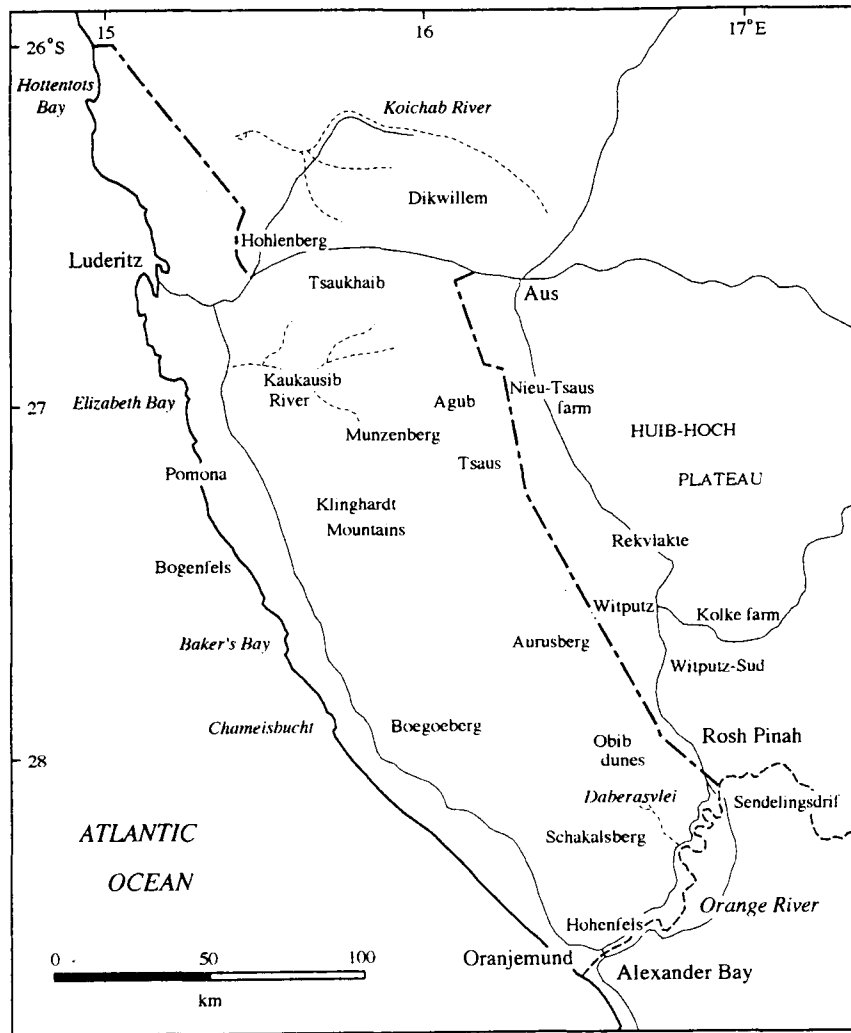 15
16
17°E
26°S
Hottentots
Bay
Koichab River
Dikwillem
Hohlenberg
Luderitz
Tsaukhaib
Aus
Kaukausib
River
Elizabeth Bay
27
Agub
Nieu-Tsaus
farm
Munzenberg
HUIB-HOCH
PLATEAU
Tsaus
Pomona
Klinghardt
Mountains
Rekvlakte
Bogenfels
Witputz
Kolke farm
Baker's Bay
Aurusberg
Witputz-Sud
Chameisbucht
Boegoeberg
Rosh Pinah
Obib
dunes
28
Daberasvlei
Sendelingsdrif
ATLANTIC
OCEAN
Schakalsberg
Orange River
Hohenfels
Oranjemund
Alexander Bay
0 50 100
km